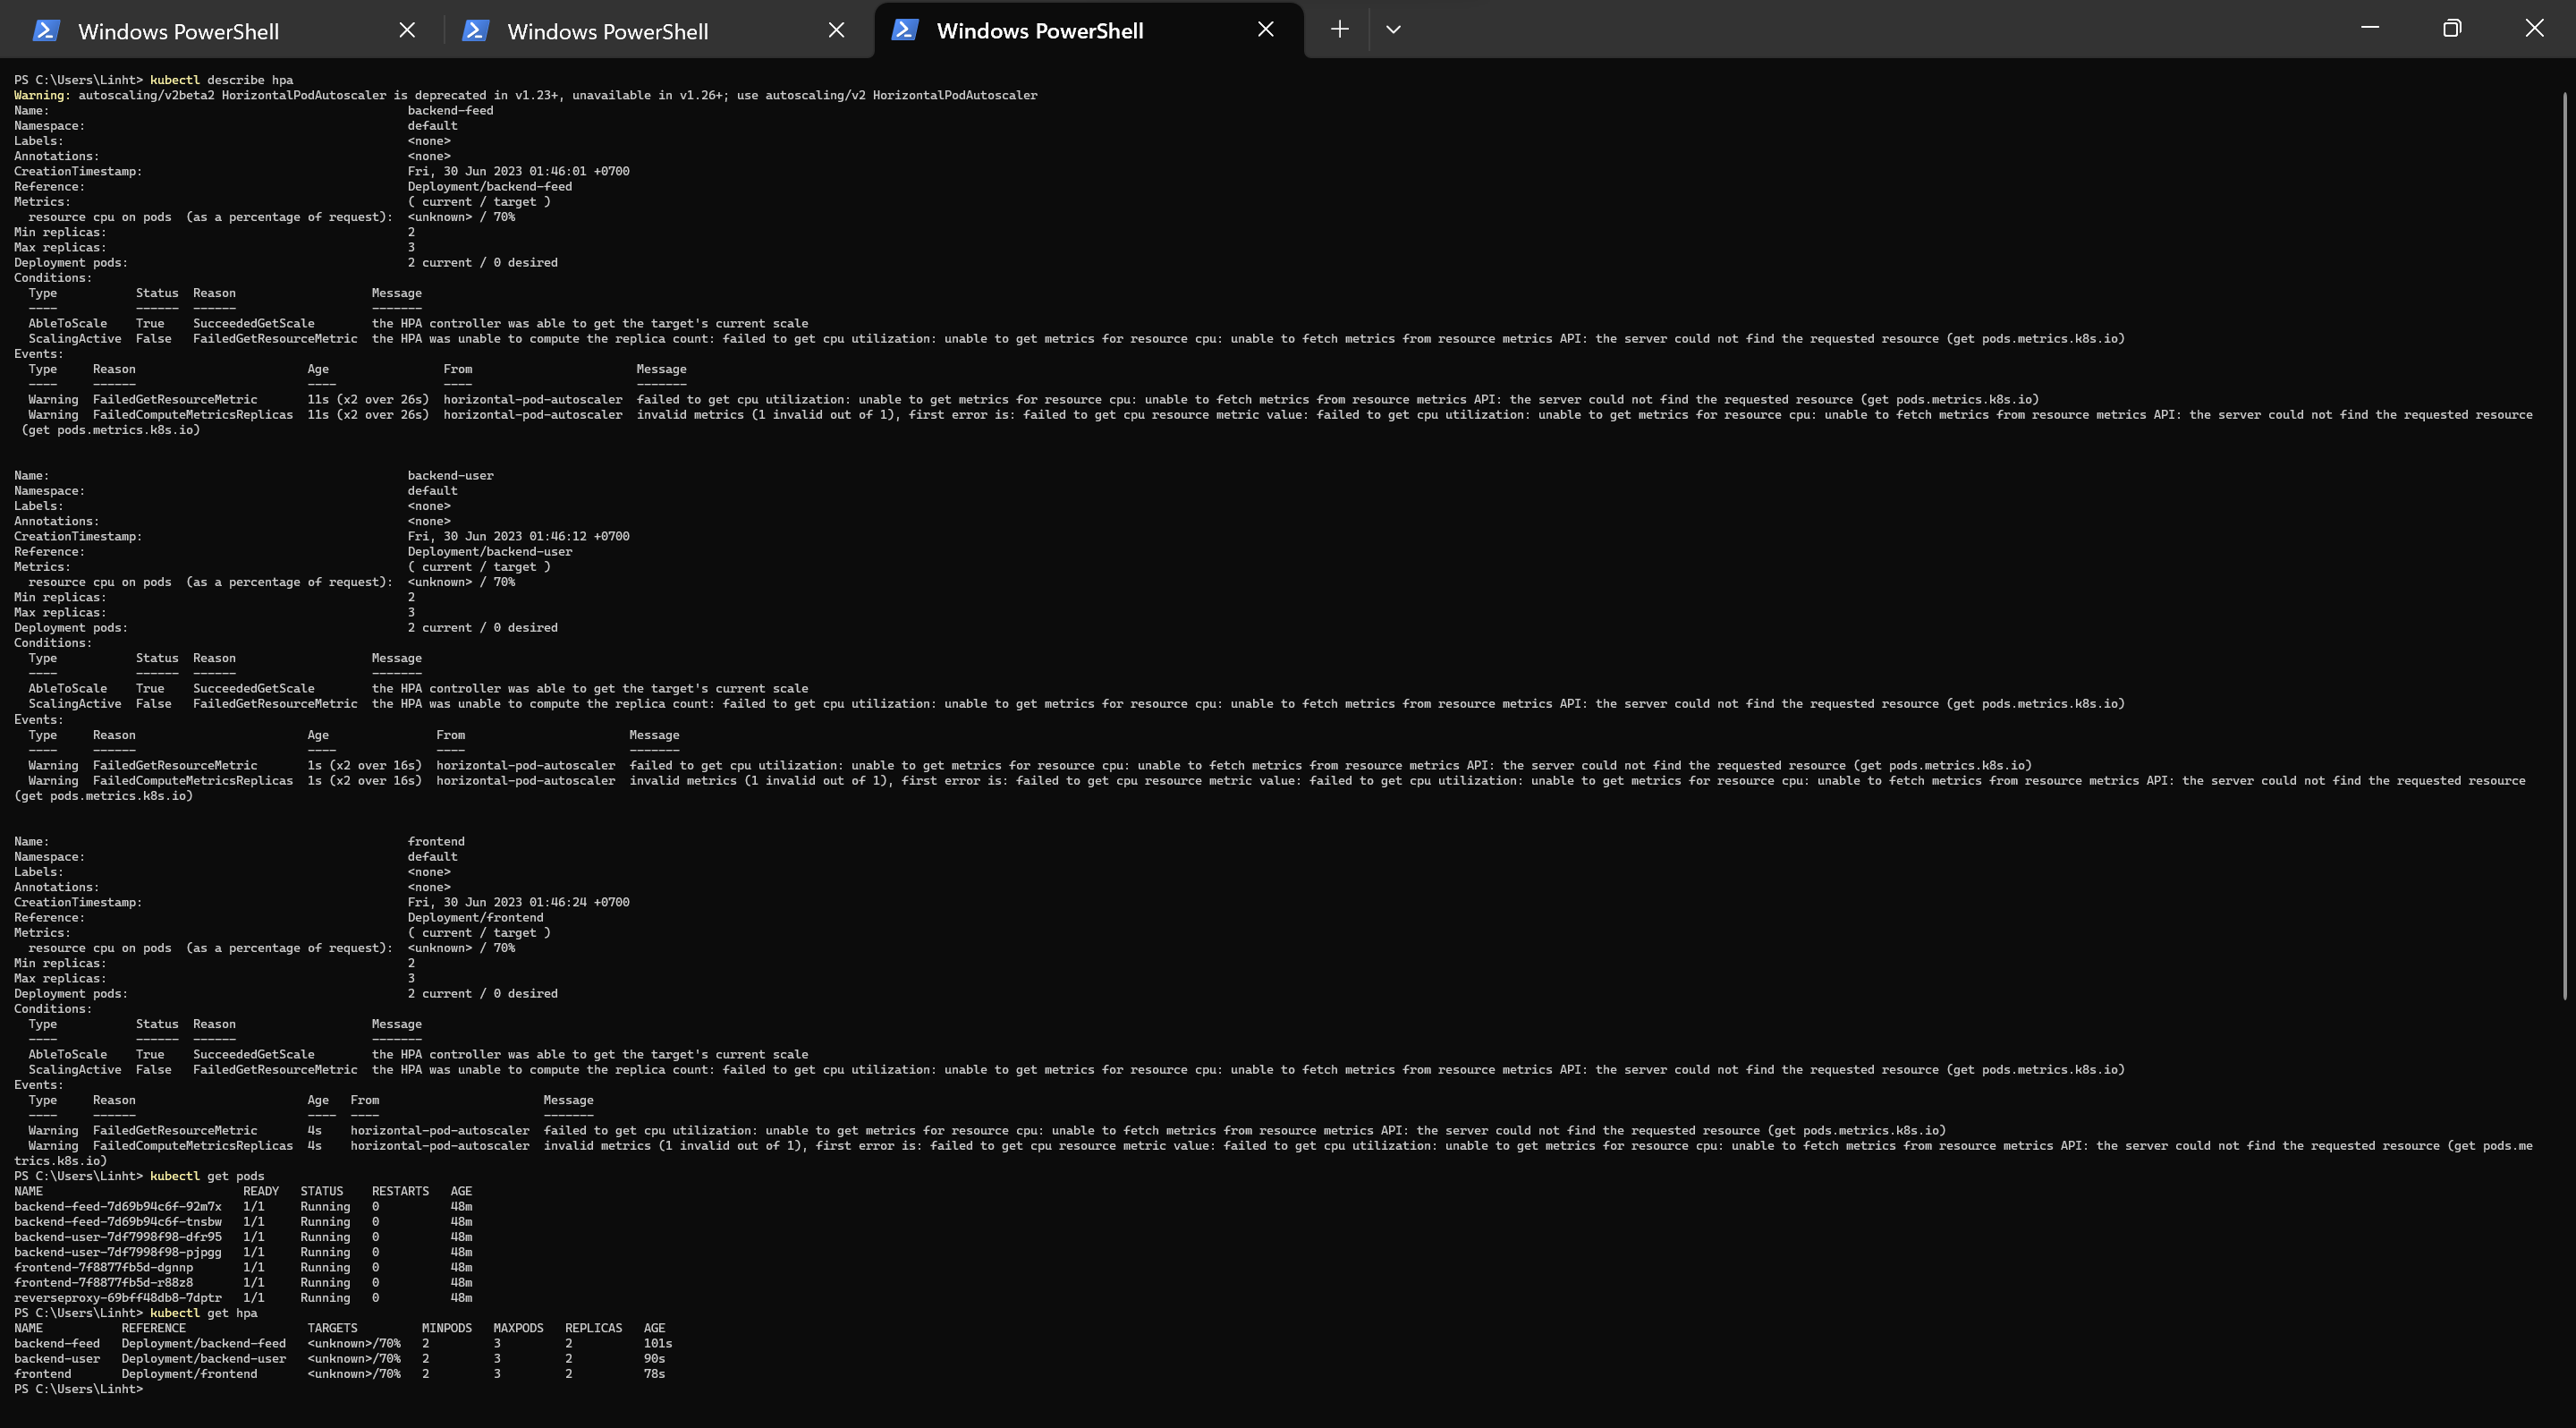 Windows PowerShell
Windows PowerShell
Windows PowerShell
PS C:\Users\Linht> kubectl describe hpa
Warning: autoscaling/v2beta2 HorizontalPodAutoscaler is deprecated in v1.23+, unavailable in v1.26+; use autoscaling/v2 HorizontalPodAutoscaler
Name:                                                  backend-feed
Namespace:                                             default
Labels:                                                <none>
Annotations:                                           <none>
CreationTimestamp:                                     Fri, 30 Jun 2023 01:46:01 +0700
Reference:                                             Deployment/backend-feed
Metrics:                                               ( current / target )
  resource cpu on pods  (as a percentage of request):  <unknown> / 70%
Min replicas:                                          2
Max replicas:                                          3
Deployment pods:                                       2 current / 0 desired
Conditions:
  Type           Status  Reason                   Message
  ----           ------  ------                   -------
  AbleToScale    True    SucceededGetScale        the HPA controller was able to get the target's current scale
  ScalingActive  False   FailedGetResourceMetric  the HPA was unable to compute the replica count: failed to get cpu utilization: unable to get metrics for resource cpu: unable to fetch metrics from resource metrics API: the server could not find the requested resource (get pods.metrics.k8s.io)
Events:
  Type     Reason                        Age                From                       Message
  ----     ------                        ----               ----                       -------
  Warning  FailedGetResourceMetric       11s (x2 over 26s)  horizontal-pod-autoscaler  failed to get cpu utilization: unable to get metrics for resource cpu: unable to fetch metrics from resource metrics API: the server could not find the requested resource (get pods.metrics.k8s.io)
  Warning  FailedComputeMetricsReplicas  11s (x2 over 26s)  horizontal-pod-autoscaler  invalid metrics (1 invalid out of 1), first error is: failed to get cpu resource metric value: failed to get cpu utilization: unable to get metrics for resource cpu: unable to fetch metrics from resource metrics API: the server could not find the requested resource
 (get pods.metrics.k8s.io)
Name:                                                  backend-user
Namespace:                                             default
Labels:                                                <none>
Annotations:                                           <none>
CreationTimestamp:                                     Fri, 30 Jun 2023 01:46:12 +0700
Reference:                                             Deployment/backend-user
Metrics:                                               ( current / target )
  resource cpu on pods  (as a percentage of request):  <unknown> / 70%
Min replicas:                                          2
Max replicas:                                          3
Deployment pods:                                       2 current / 0 desired
Conditions:
  Type           Status  Reason                   Message
  ----           ------  ------                   -------
  AbleToScale    True    SucceededGetScale        the HPA controller was able to get the target's current scale
  ScalingActive  False   FailedGetResourceMetric  the HPA was unable to compute the replica count: failed to get cpu utilization: unable to get metrics for resource cpu: unable to fetch metrics from resource metrics API: the server could not find the requested resource (get pods.metrics.k8s.io)
Events:
  Type     Reason                        Age               From                       Message
  ----     ------                        ----              ----                       -------
  Warning  FailedGetResourceMetric       1s (x2 over 16s)  horizontal-pod-autoscaler  failed to get cpu utilization: unable to get metrics for resource cpu: unable to fetch metrics from resource metrics API: the server could not find the requested resource (get pods.metrics.k8s.io)
  Warning  FailedComputeMetricsReplicas  1s (x2 over 16s)  horizontal-pod-autoscaler  invalid metrics (1 invalid out of 1), first error is: failed to get cpu resource metric value: failed to get cpu utilization: unable to get metrics for resource cpu: unable to fetch metrics from resource metrics API: the server could not find the requested resource
(get pods.metrics.k8s.io)
Name:                                                  frontend
Namespace:                                             default
Labels:                                                <none>
Annotations:                                           <none>
CreationTimestamp:                                     Fri, 30 Jun 2023 01:46:24 +0700
Reference:                                             Deployment/frontend
Metrics:                                               ( current / target )
  resource cpu on pods  (as a percentage of request):  <unknown> / 70%
Min replicas:                                          2
Max replicas:                                          3
Deployment pods:                                       2 current / 0 desired
Conditions:
  Type           Status  Reason                   Message
  ----           ------  ------                   -------
  AbleToScale    True    SucceededGetScale        the HPA controller was able to get the target's current scale
  ScalingActive  False   FailedGetResourceMetric  the HPA was unable to compute the replica count: failed to get cpu utilization: unable to get metrics for resource cpu: unable to fetch metrics from resource metrics API: the server could not find the requested resource (get pods.metrics.k8s.io)
Events:
  Type     Reason                        Age   From                       Message
  ----     ------                        ----  ----                       -------
  Warning  FailedGetResourceMetric       4s    horizontal-pod-autoscaler  failed to get cpu utilization: unable to get metrics for resource cpu: unable to fetch metrics from resource metrics API: the server could not find the requested resource (get pods.metrics.k8s.io)
  Warning  FailedComputeMetricsReplicas  4s    horizontal-pod-autoscaler  invalid metrics (1 invalid out of 1), first error is: failed to get cpu resource metric value: failed to get cpu utilization: unable to get metrics for resource cpu: unable to fetch metrics from resource metrics API: the server could not find the requested resource (get pods.me
trics.k8s.io)
PS C:\Users\Linht> kubectl get pods
NAME                            READY   STATUS    RESTARTS   AGE
backend-feed-7d69b94c6f-92m7x   1/1     Running   0          48m
backend-feed-7d69b94c6f-tnsbw   1/1     Running   0          48m
backend-user-7df7998f98-dfr95   1/1     Running   0          48m
backend-user-7df7998f98-pjpgg   1/1     Running   0          48m
frontend-7f8877fb5d-dgnnp       1/1     Running   0          48m
frontend-7f8877fb5d-r88z8       1/1     Running   0          48m
reverseproxy-69bff48db8-7dptr   1/1     Running   0          48m
PS C:\Users\Linht> kubectl get hpa
NAME           REFERENCE                 TARGETS         MINPODS   MAXPODS   REPLICAS   AGE
backend-feed   Deployment/backend-feed   <unknown>/70%   2         3         2          101s
backend-user   Deployment/backend-user   <unknown>/70%   2         3         2          90s
frontend       Deployment/frontend       <unknown>/70%   2         3         2          78s
PS C:\Users\Linht>